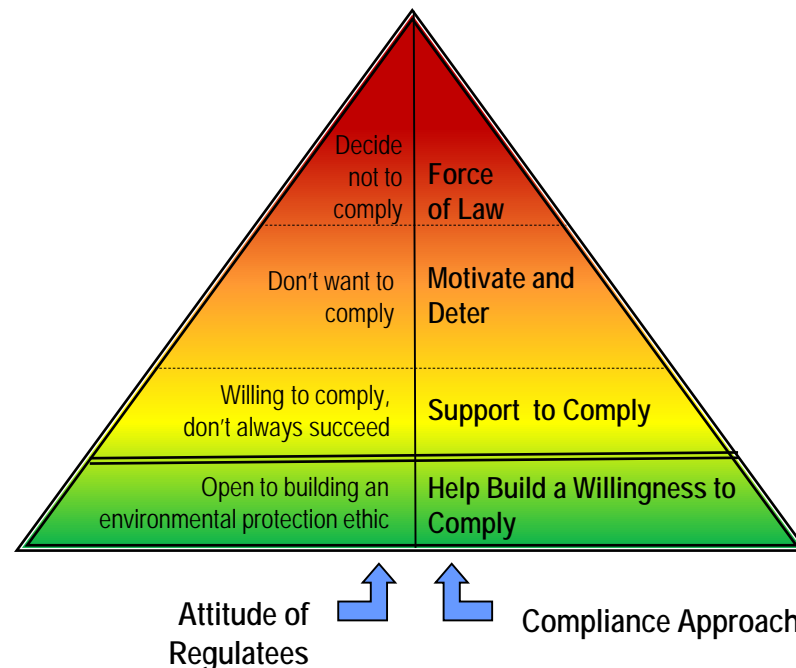 Decide
not to
comply
Force
of Law
Don't want to
comply
Motivate and
Deter
Willing to comply,
don't always succeed
Support to Comply
Open to building an
environmental protection ethic
Help Build a Willingness to
Comply
Attitude of
Regulatees
Compliance Approach